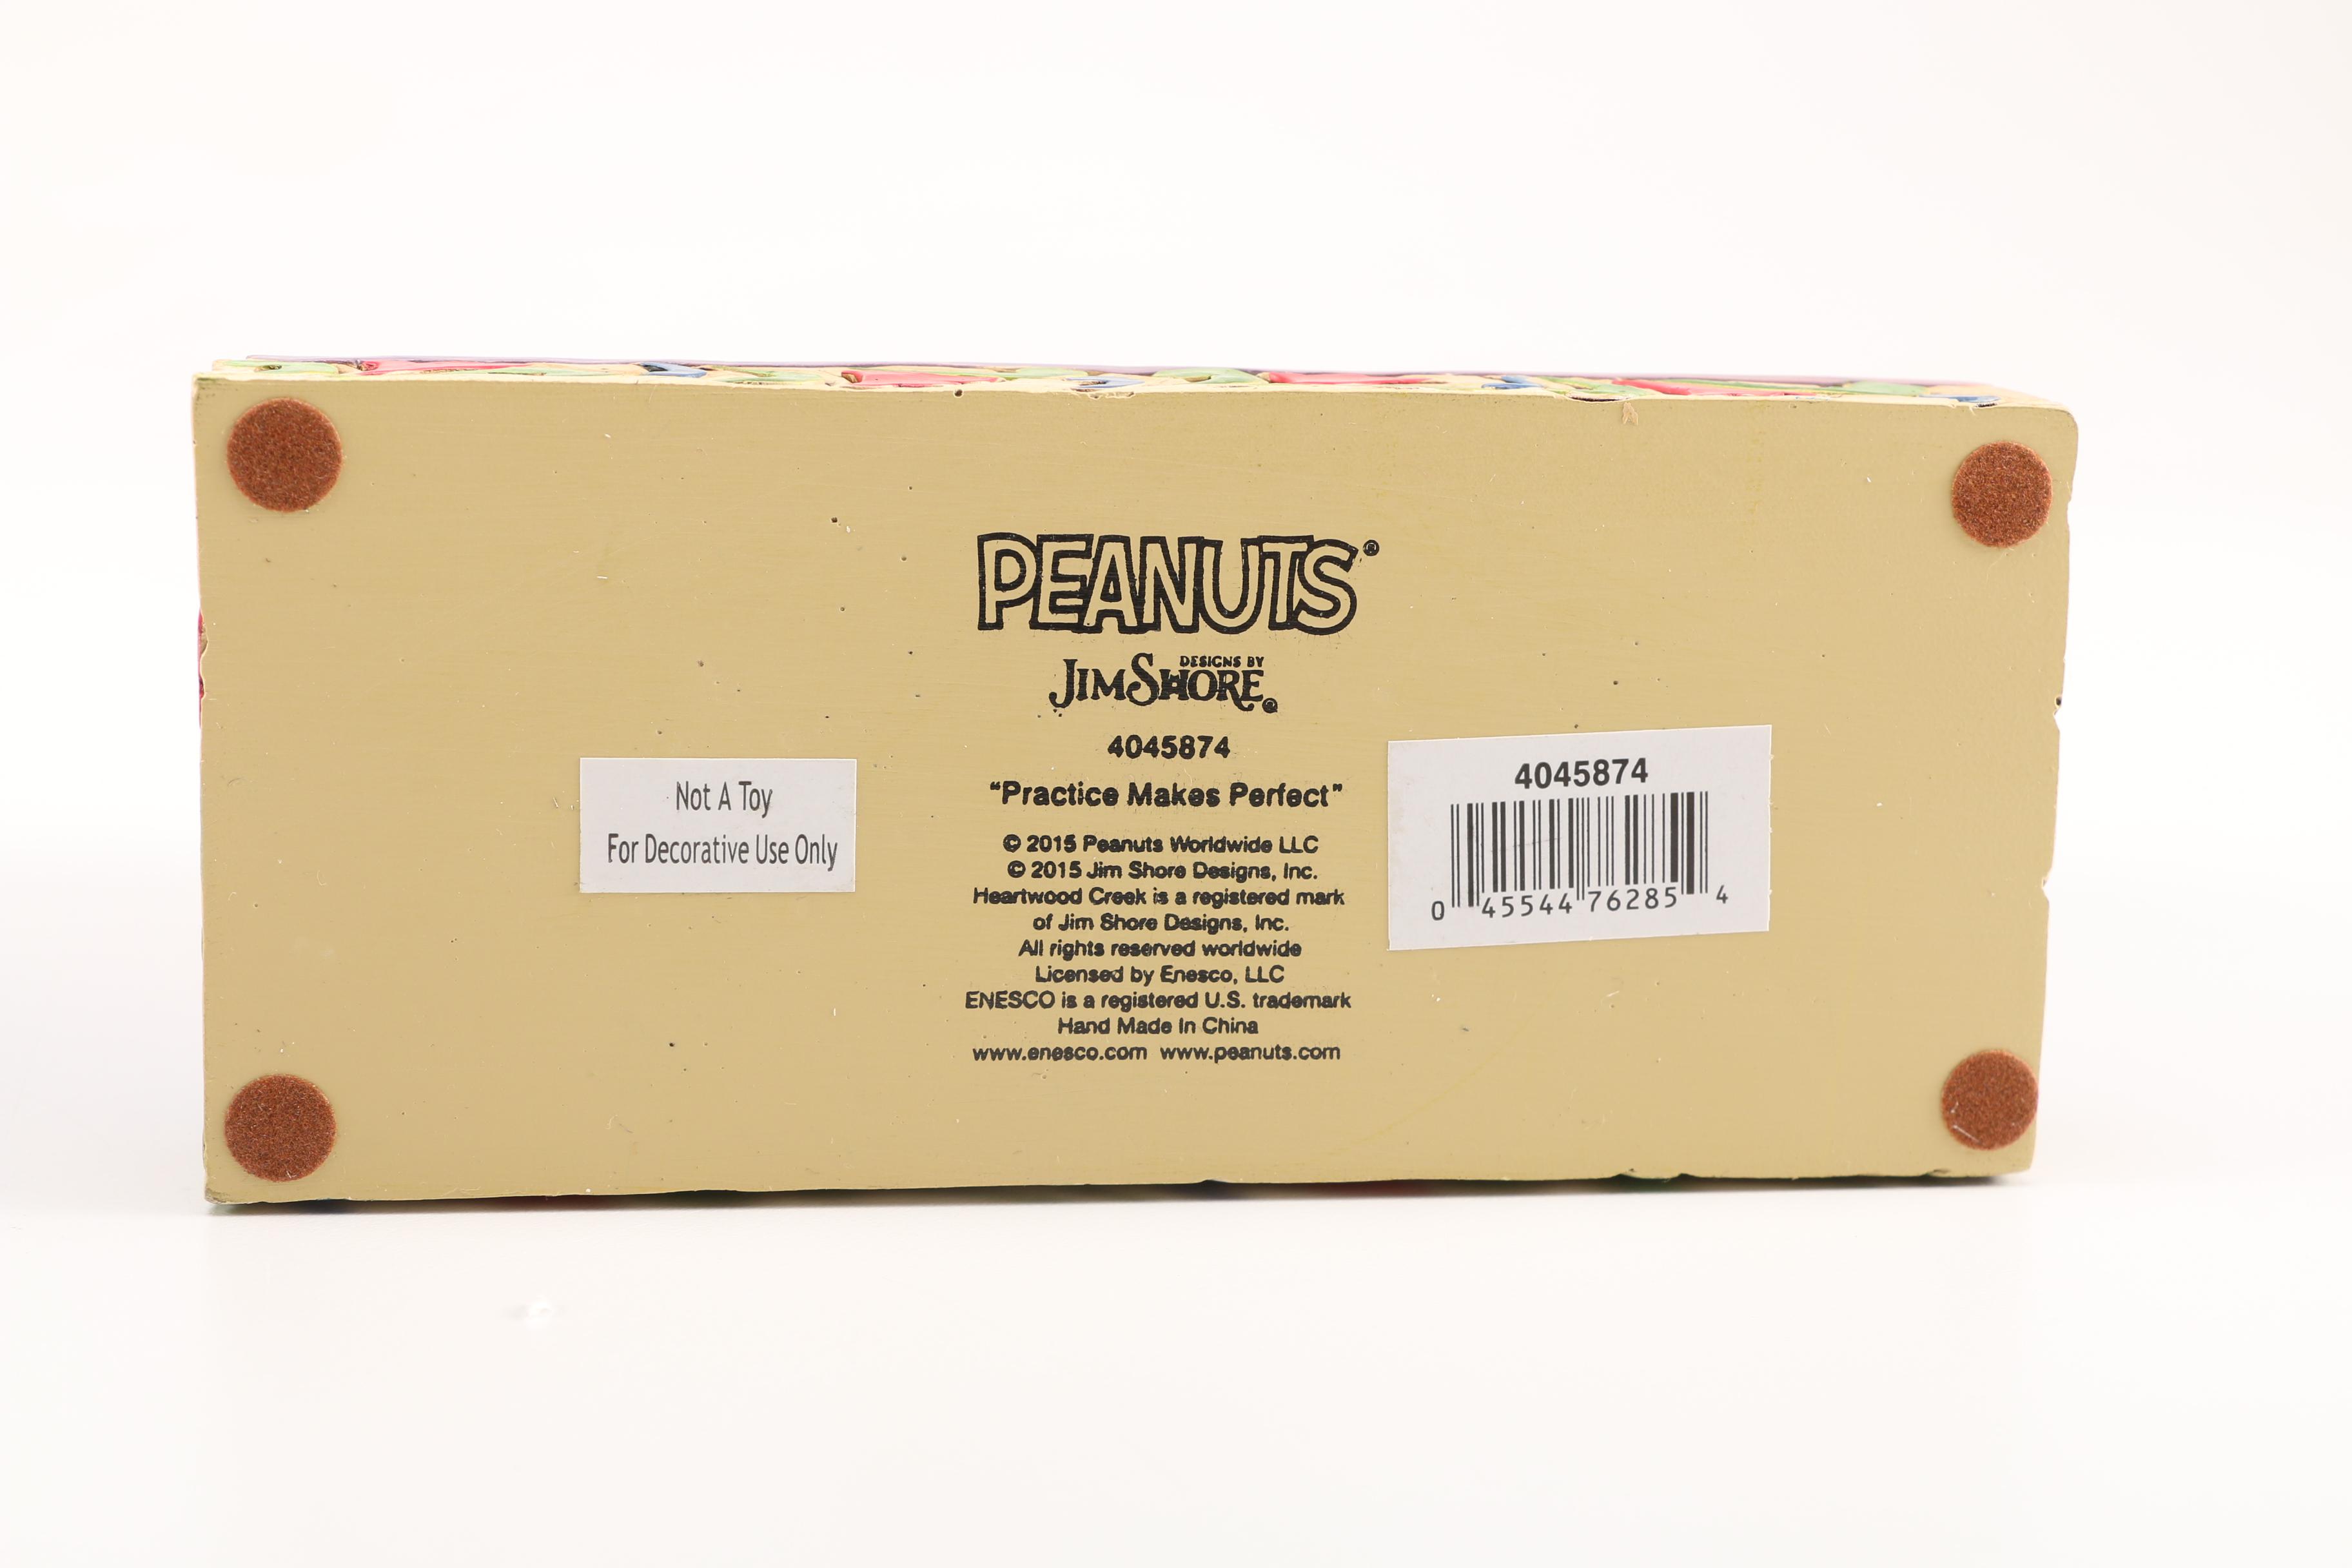 PEANUTS®
DESIGNS BY
JIM SHORE®
4045874
“Practice Makes Perfect”
© 2015 Peanuts Worldwide LLC
© 2015 Jim Shore Designs, Inc.
Heartwood Creek is a registered mark
of Jim Shore Designs, Inc.
All rights reserved worldwide
Licensed by Enesco, LLC
ENESCO is a registered U.S. trademark
Hand Made In China
www.enesco.com www.peanuts.com
Not A Toy
For Decorative Use Only
4045874
0 45544 76285 4